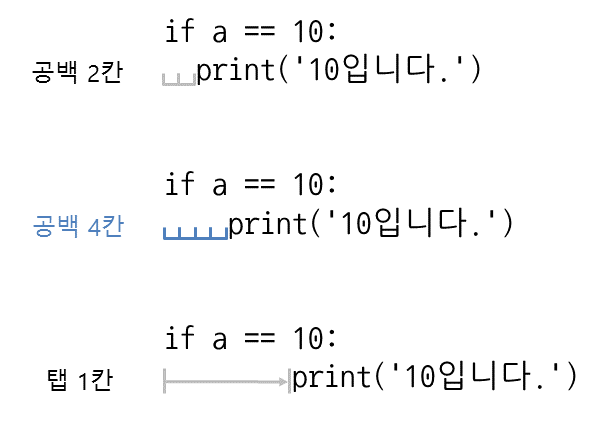 if a == 10:
공백 2칸 print('10입니다.')
if a == 10:
공백 4칸 print('10입니다.')
if a == 10:
탭 1칸 print('10입니다.')